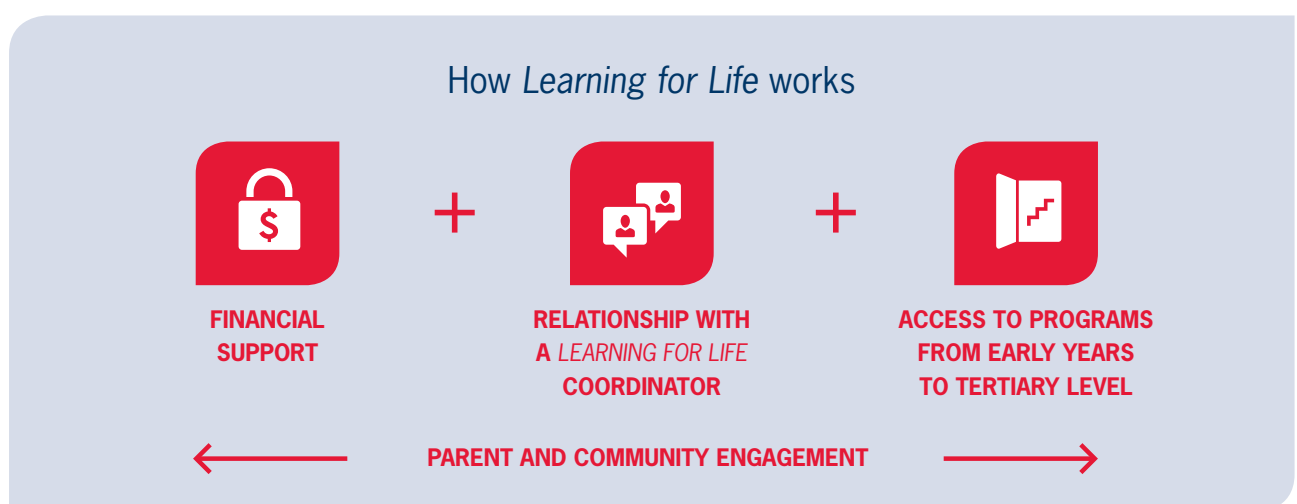 How Learning for Life works
$
+
+
FINANCIAL
SUPPORT
RELATIONSHIP WITH
A LEARNING FOR LIFE
COORDINATOR
ACCESS TO PROGRAMS
FROM EARLY YEARS
TO TERTIARY LEVEL
PARENT AND COMMUNITY ENGAGEMENT